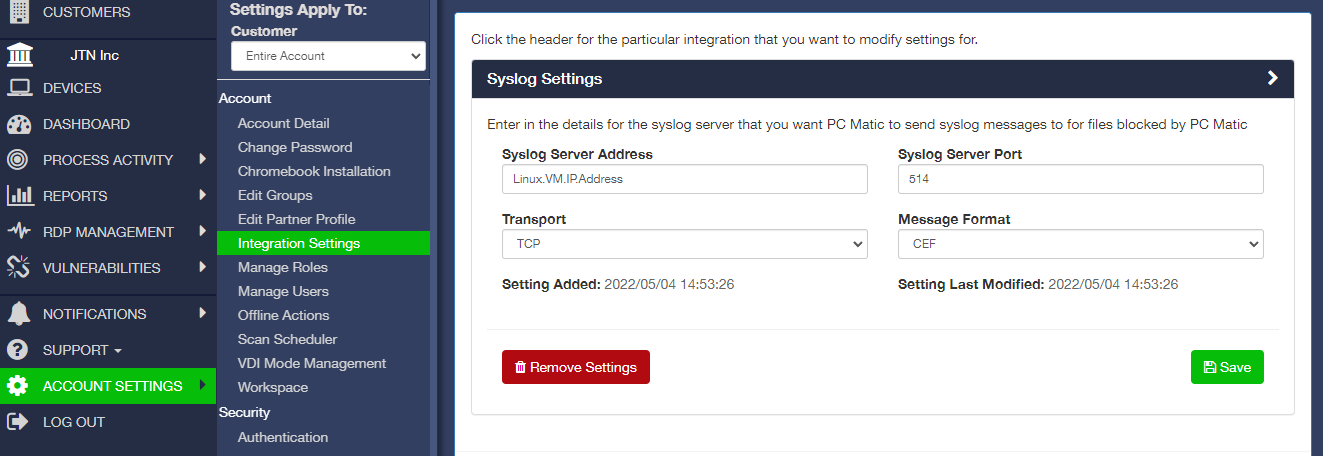 CUSTOMERS
JTN Inc
DEVICES
DASHBOARD
PROCESS ACTIVITY
REPORTS
RDP MANAGEMENT
VULNERABILITIES
NOTIFICATIONS
SUPPORT
ACCOUNT SETTINGS
LOG OUT
Settings Apply To:
Customer
Entire Account
Account
Account Detail
Change Password
Chromebook Installation
Edit Groups
Edit Partner Profile
Integration Settings
Manage Roles
Manage Users
Offline Actions
Scan Scheduler
VDI Mode Management
Workspace
Security
Authentication
Click the header for the particular integration that you want to modify settings for.
Syslog Settings
Enter in the details for the syslog server that you want PC Matic to send syslog messages to for files blocked by PC Matic
Syslog Server Address
Linux.VM.IP.Address
Syslog Server Port
514
Transport
TCP
Message Format
CEF
Setting Added: 2022/05/04 14:53:26
Setting Last Modified: 2022/05/04 14:53:26
Remove Settings
Save